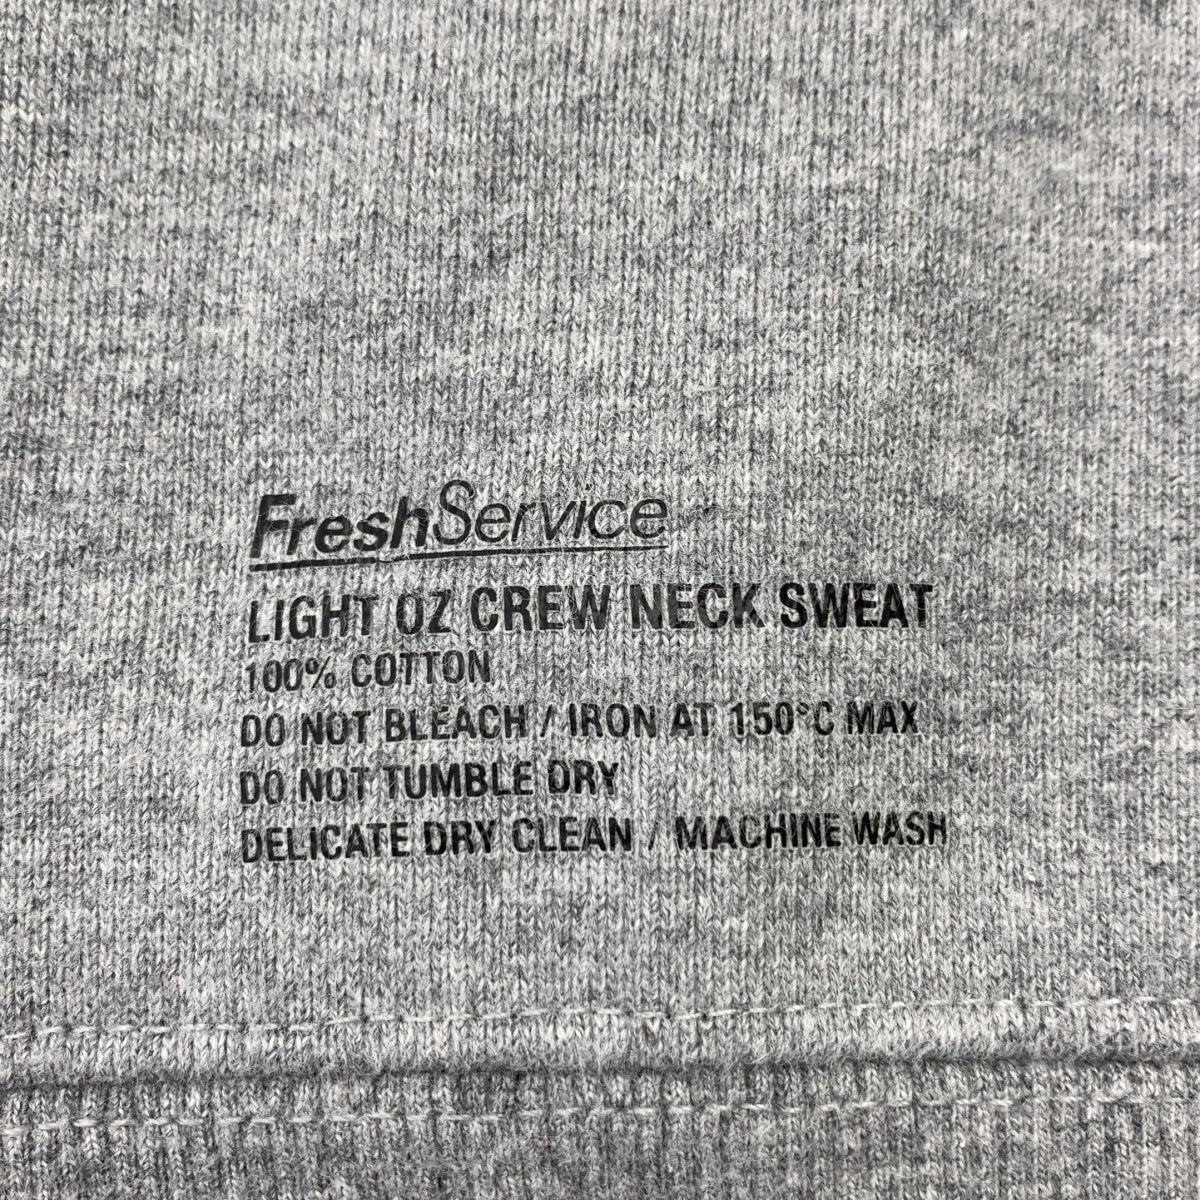 FreshService
LIGHT OZ CREW NECK SWEAT
100% COTTON
DO NOT BLEACH / IRON AT 150°C MAX
DO NOT TUMBLE DRY
DELICATE DRY CLEAN / MACHINE WASH